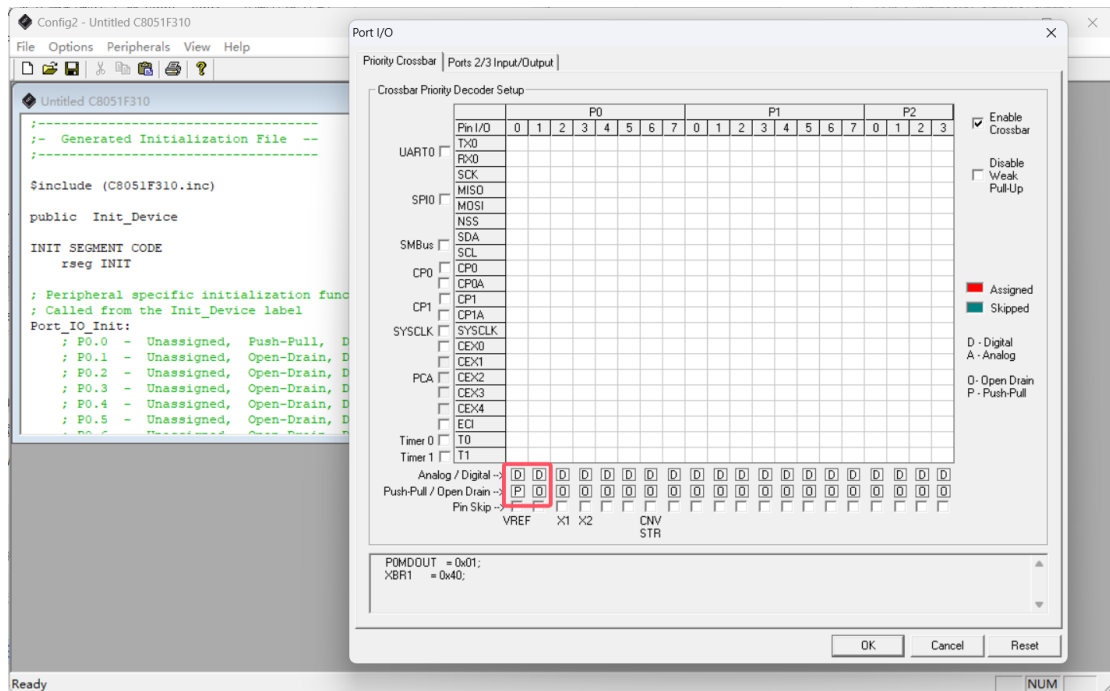 Config2 - Untitled C8051F310
File Options Peripherals View Help
Untitled C8051F310
;------------------------------------
;- Generated Initialization File --
;------------------------------------
$include (C8051F310.inc)
public Init_Device
INIT SEGMENT CODE
rseg INIT
; Peripheral specific initialization func
; Called from the Init_Device label
Port_IO_Init:
; P0.0 - Unassigned, Push-Pull, D
; P0.1 - Unassigned, Open-Drain, D
; P0.2 - Unassigned, Open-Drain, D
; P0.3 - Unassigned, Open-Drain, D
; P0.4 - Unassigned, Open-Drain, D
; P0.5 - Unassigned, Open-Drain, D
Ready
NUM
Port I/O
Priority Crossbar Ports 2/3 Input/Output
Crossbar Priority Decoder Setup
P0 P1 P2
Pin I/O 0 1 2 3 4 5 6 7 0 1 2 3 4 5 6 7 0 1 2 3
UART0 TX0
RX0
SPI0 SCK
MISO
MOSI
NSS
SMBus SDA
SCL
CP0 CP0
CP0A
CP1 CP1
CP1A
SYSCLK SYSCLK
PCA CEX0
CEX1
CEX2
CEX3
CEX4
ECI
Timer 0 T0
Timer 1 T1
Analog / Digital --> D D D D D D D D D D D D D D D D D D D D
Push-Pull / Open Drain --> P O O O O O O O O O O O O O O O O O O O
Pin Skip -->
VREF X1 X2 CNV
STR
Enable
Crossbar
Disable
Weak
Pull-Up
Assigned
Skipped
D - Digital
A - Analog
O- Open Drain
P - Push-Pull
P0MDOUT = 0x01;
XBR1 = 0x40;
OK Cancel Reset